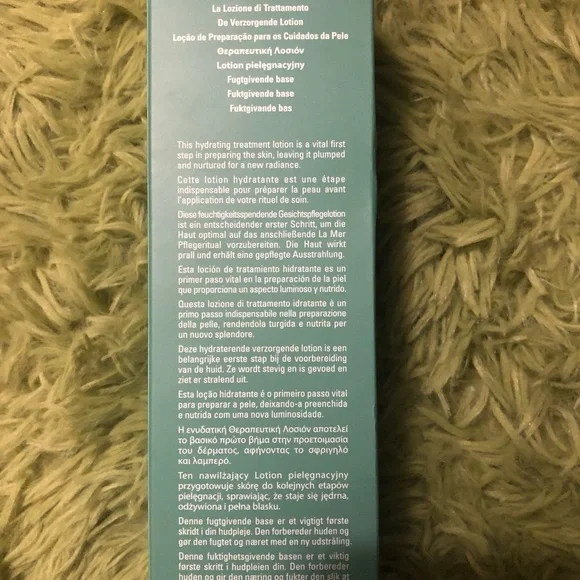 La Lozione di Trattamento
De Verzorgende Lotion
Loção de Preparação para os Cuidados da Pele
Θεραπευτική Λοσιόν
Lotion pielęgnacyjny
Fugtgivende base
Fuktgivende base
Fuktgivande bas
This hydrating treatment lotion is a vital first
step in preparing the skin, leaving it plumped
and nurtured for a new radiance.
Cette lotion hydratante est une étape
indispensable pour préparer la peau avant
l'application de votre rituel de soin.
Diese feuchtigkeitsspendende Gesichtspflegelotion
ist ein entscheidender erster Schritt, um die
Haut optimal auf das anschließende La Mer
Pflegeritual vorzubereiten. Die Haut wirkt
prall und erhält eine gepflegte Ausstrahlung.
Esta loción de tratamiento hidratante es un
primer paso vital en la preparación de la piel
que proporciona un aspecto luminoso y nutrido.
Questa lozione di trattamento idratante è un
primo passo indispensabile nella preparazione
della pelle, rendendola turgida e nutrita per
un nuovo splendore.
Deze hydraterende verzorgende lotion is een
belangrijke eerste stap bij de voorbereiding
van de huid. Ze wordt stevig en is gevoed en
ziet er stralend uit.
Esta loção hidratante é o primeiro passo vital
para preparar a pele, deixando-a preenchida
e nutrida com uma nova luminosidade.
Η ενυδατική Θεραπευτική Λοσιόν αποτελεί
το βασικό πρώτο βήμα στην προετοιμασία
του δέρματος, αφήνοντας το σφριγηλό
και λαμπερό.
Ten nawilżający Lotion pielęgnacyjny
przygotowuje skórę do kolejnych etapów
pielęgnacji, sprawiając, że staje się jędrna,
odżywiona i pełna blasku.
Denne fugtgivende base er et vigtigt første
skridt i din hudpleje. Den forbereder huden og
gør den fugtet og næret med en ny udstråling.
Denne fuktighetsgivende basen er et viktig
første skritt i hudpleien din. Den forbereder
huden og gir den næring og fukter den slik at